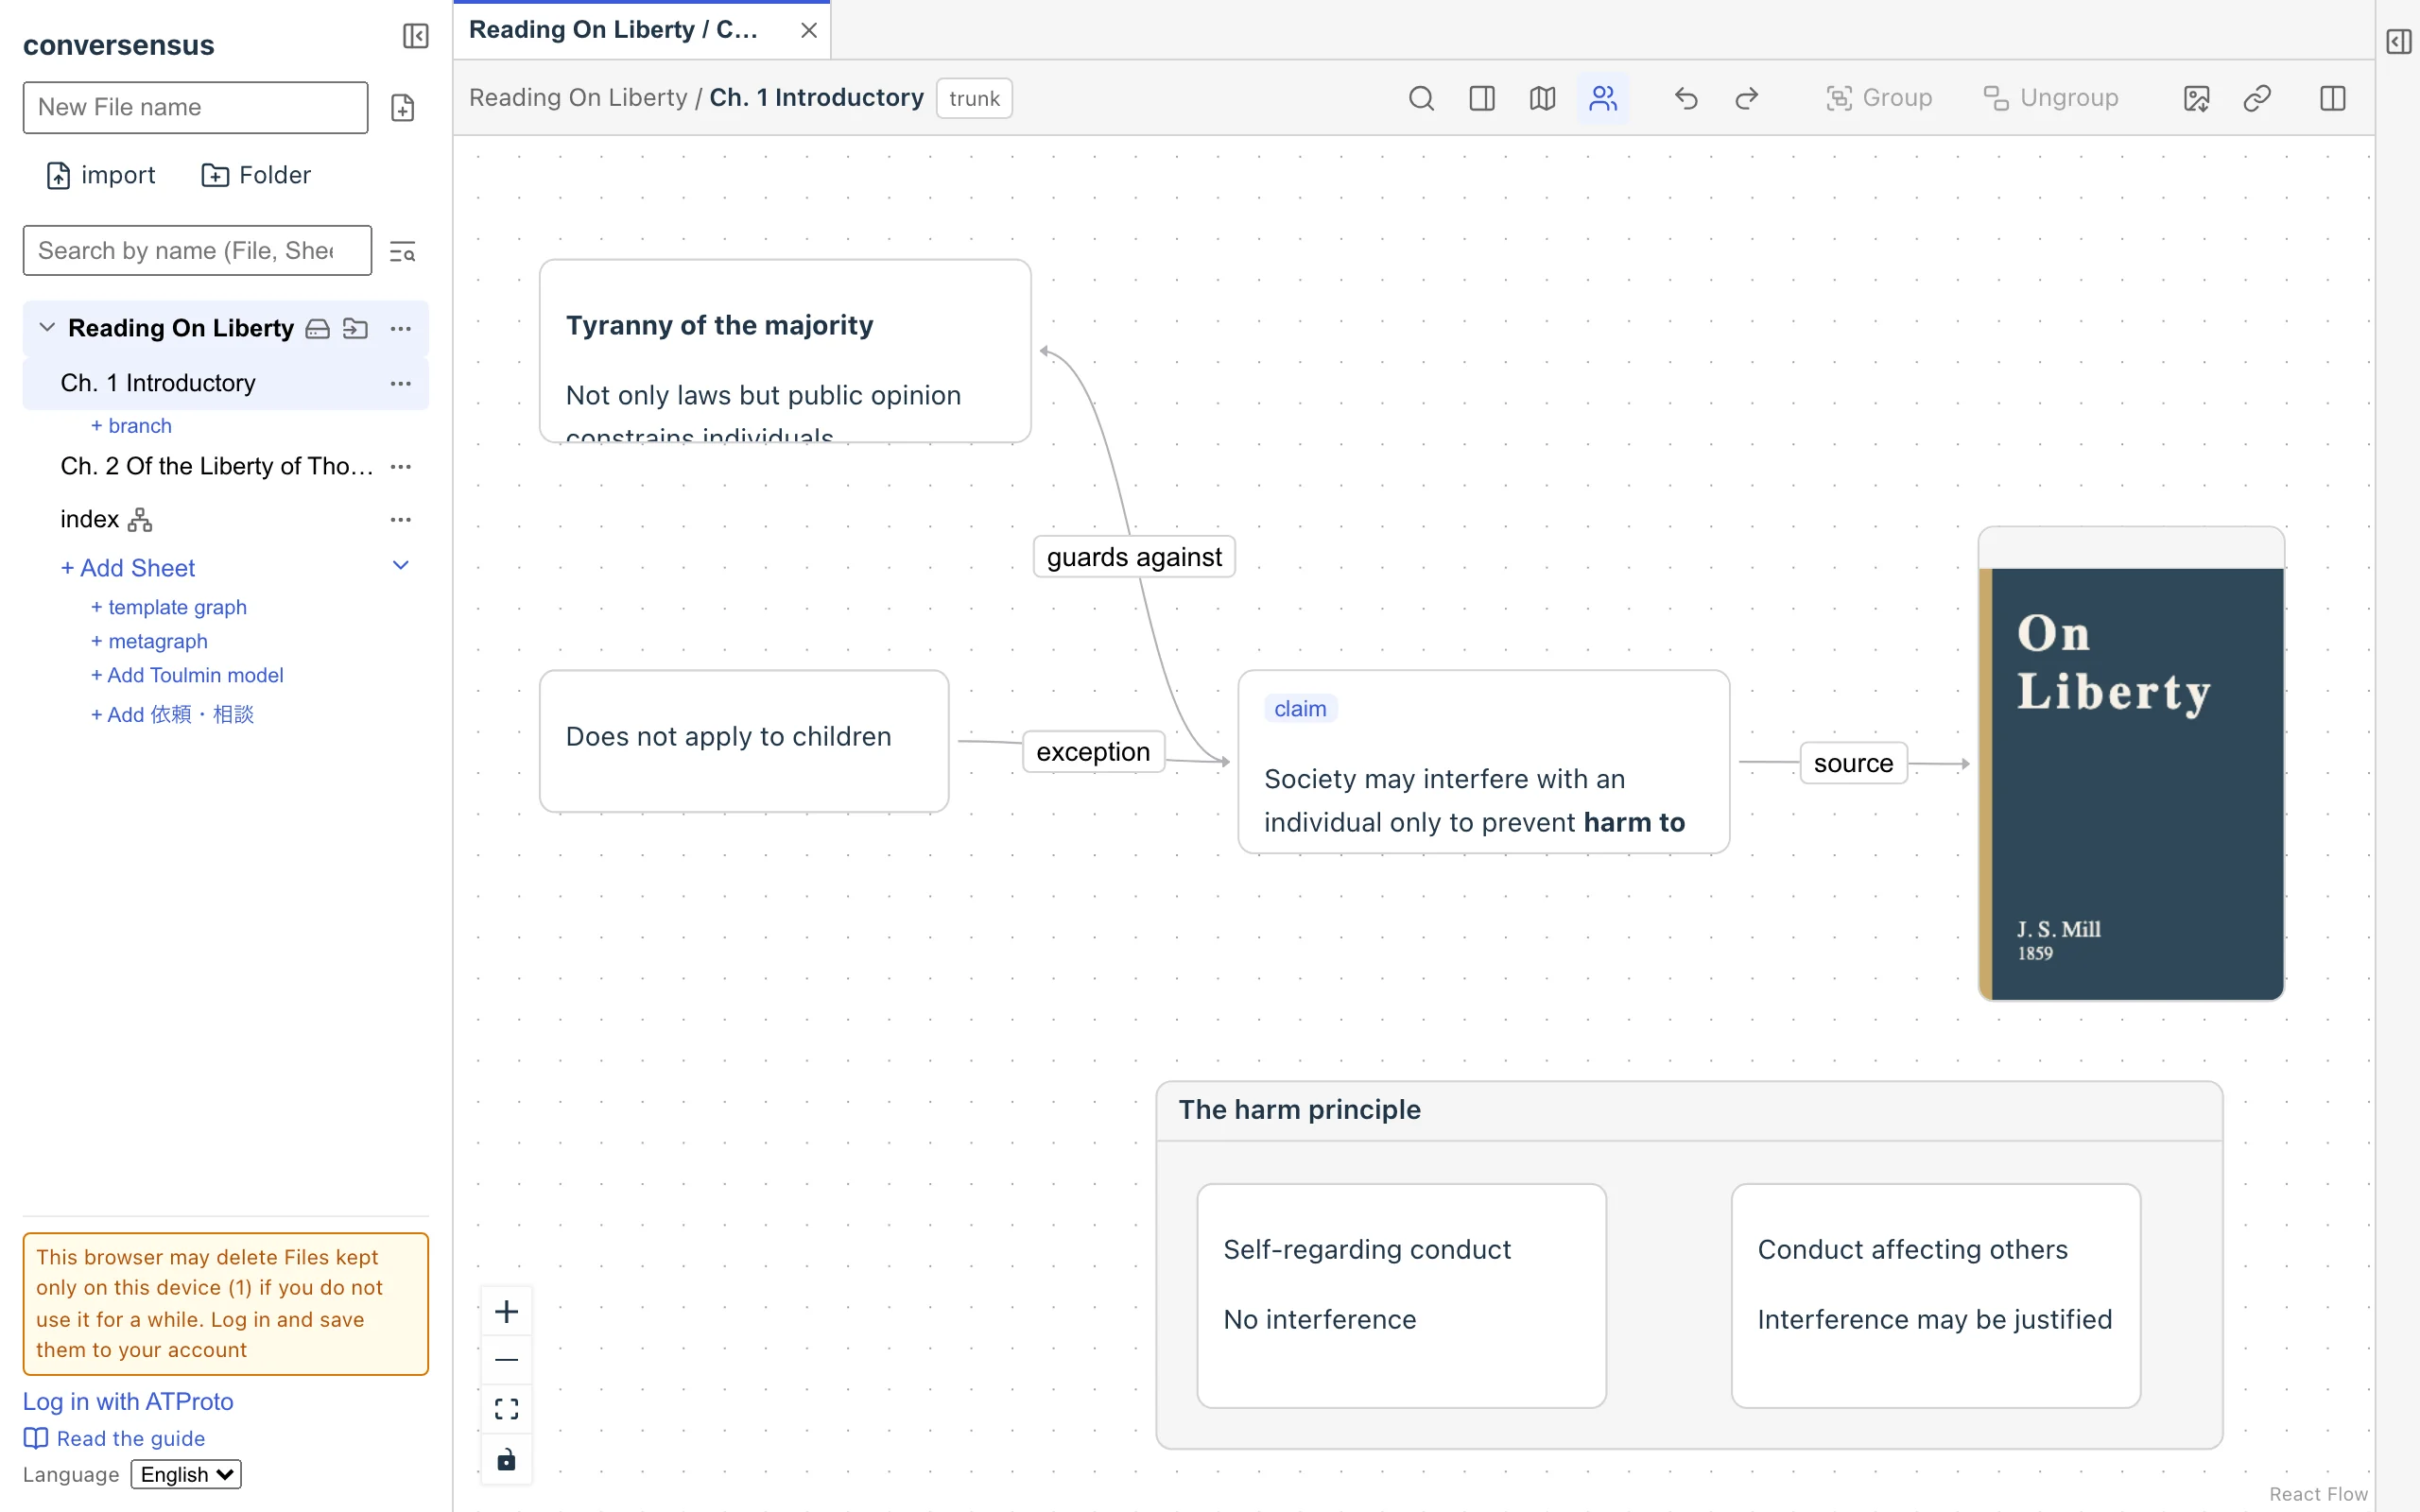 conversensus
New File name
import
Folder
Search by name (File, Shee
Reading On Liberty
Ch. 1 Introductory
+ branch
Ch. 2 Of the Liberty of Tho...
index
+ Add Sheet
+ template graph
+ metagraph
+ Add Toulmin model
+ Add 依頼・相談
This browser may delete Files kept
only on this device (1) if you do not
use it for a while. Log in and save
them to your account
Log in with ATProto
Read the guide
Language English
Reading On Liberty / C...
Reading On Liberty / Ch. 1 Introductory trunk
Group
Ungroup
Tyranny of the majority
Not only laws but public opinion
constrains individuals
guards against
Does not apply to children
exception
claim
Society may interfere with an
individual only to prevent harm to
source
On
Liberty
J. S. Mill
1859
The harm principle
Self-regarding conduct
No interference
Conduct affecting others
Interference may be justified
React Flow